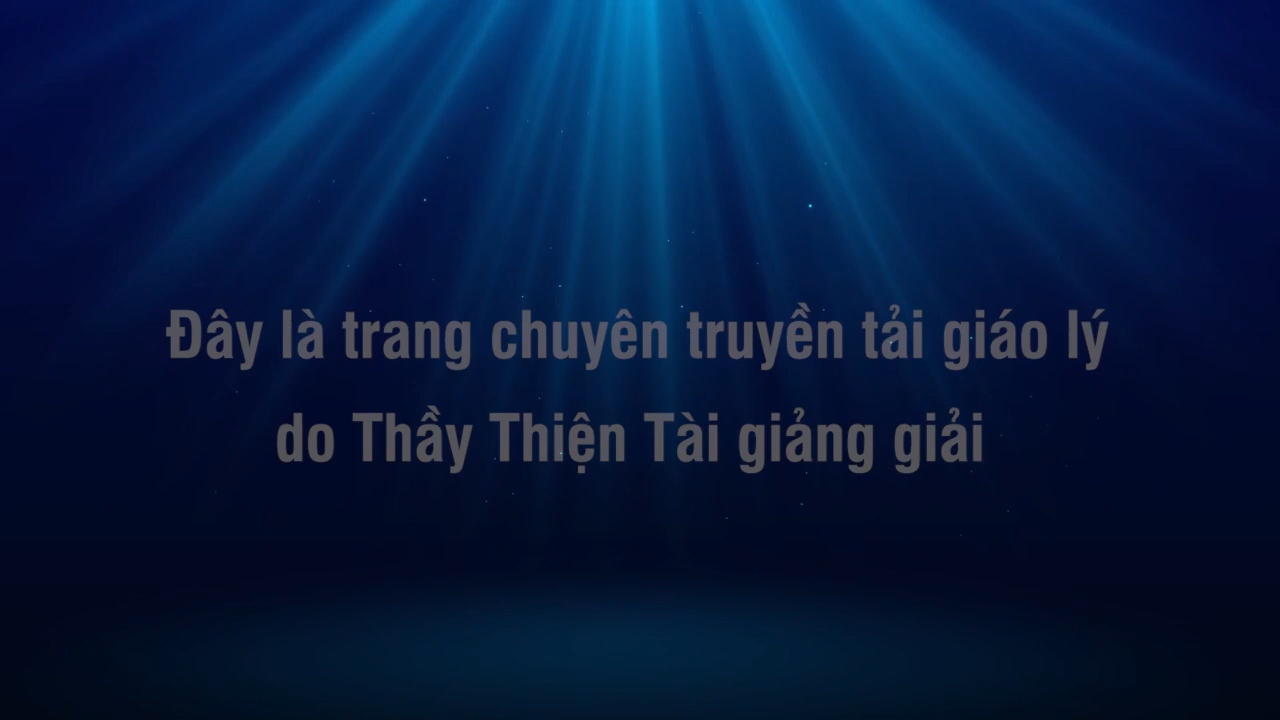 Đây là trang chuyên truyền tải giáo lý
do Thầy Thiện Tài giảng giải